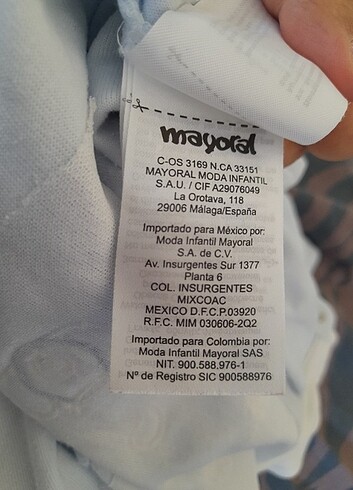 mayoral
C-OS 3169 N.CA 33151
MAYORAL MODA INFANTIL
S.A.U. / CIF A29076049
La Orotava, 118
29006 Málaga/España
Importado para México por:
Moda Infantil Mayoral
S.A. de C.V.
Av. Insurgentes Sur 1377
Planta 6
COL. INSURGENTES
MIXCOAC
MEXICO D.F.C.P.03920
R.F.C. MIM 030606-2Q2
Importado para Colombia por:
Moda Infantil Mayoral SAS
NIT. 900.588.976-1
Nº de Registro SIC 900588976